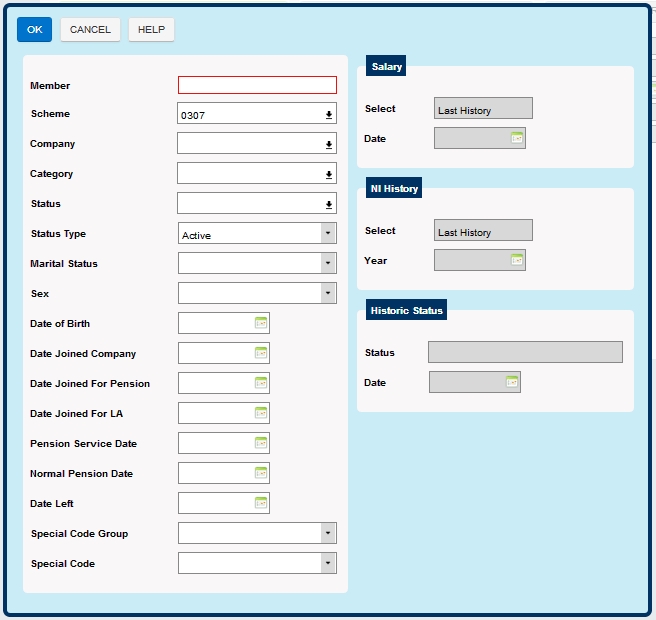 OK CANCEL HELP
Member
Scheme 0307
Company
Category
Status
Status Type Active
Marital Status
Sex
Date of Birth
Date Joined Company
Date Joined For Pension
Date Joined For LA
Pension Service Date
Normal Pension Date
Date Left
Special Code Group
Special Code
Salary
Select Last History
Date
NI History
Select Last History
Year
Historic Status
Status
Date